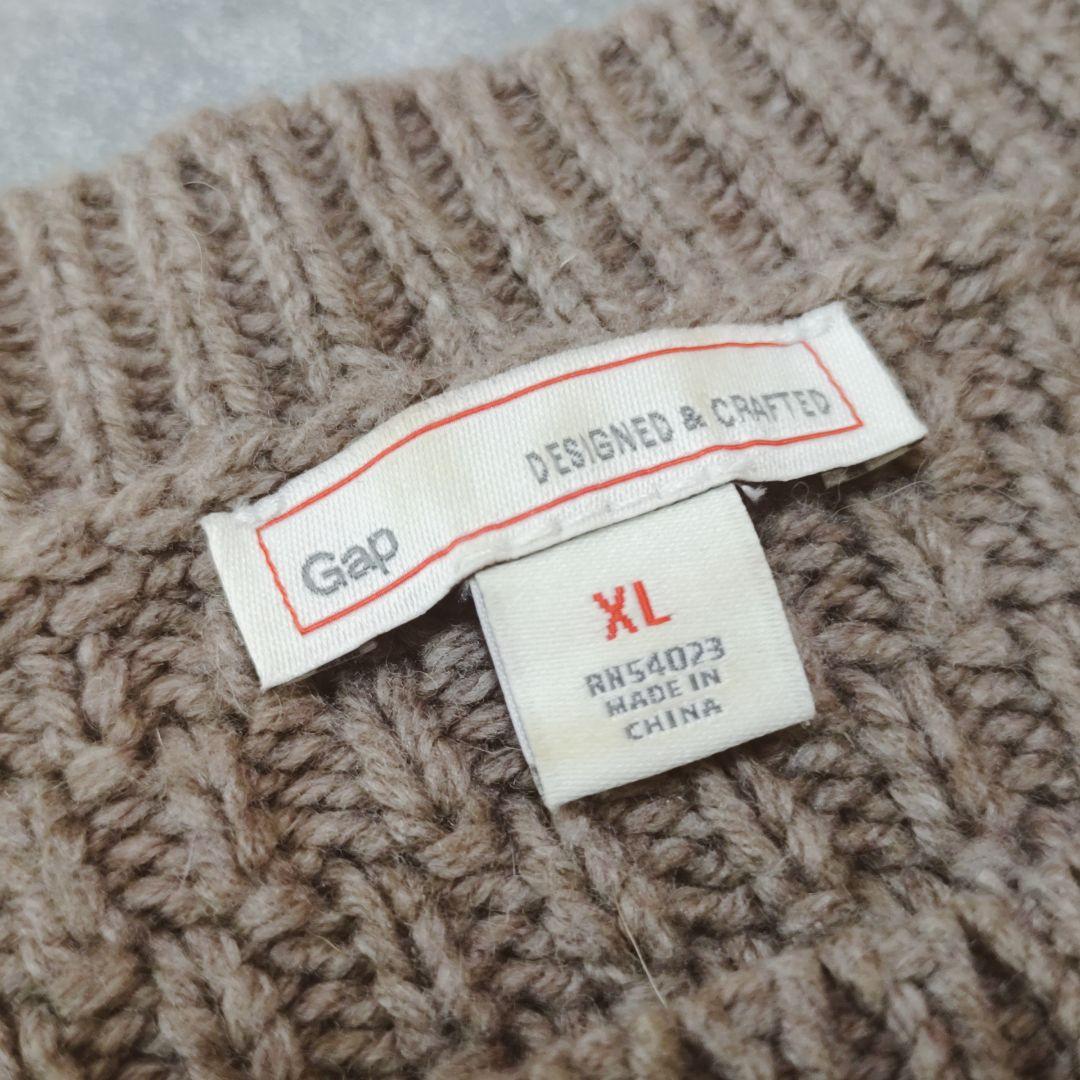 Gap
DESIGNED & CRAFTED
XL
RN54023
MADE IN
CHINA